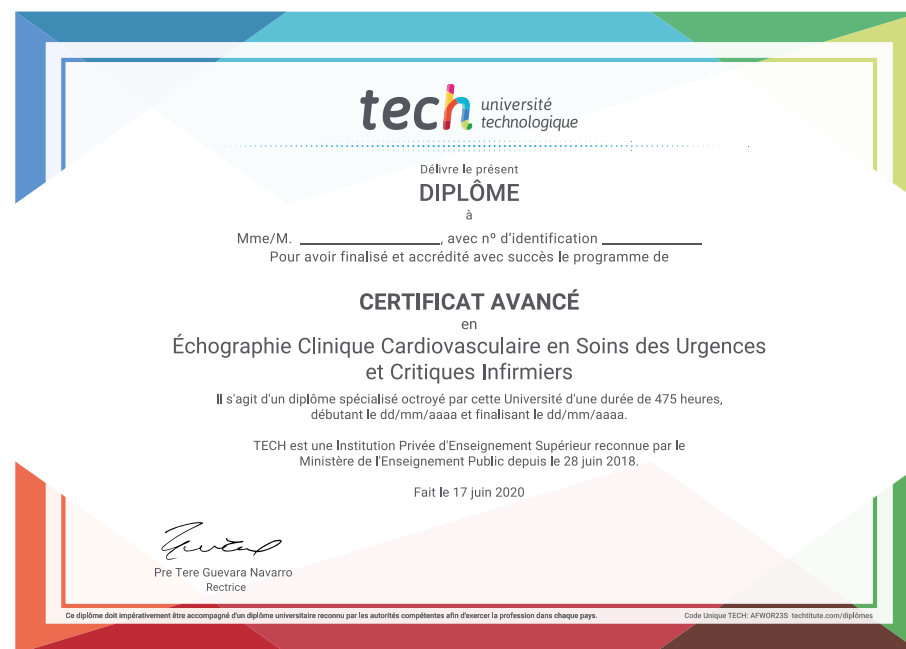 tech université
technologique
Délivre le présent
DIPLÔME
à
Mme/M. ____________________, avec nº d'identification ______________
Pour avoir finalisé et accrédité avec succès le programme de
CERTIFICAT AVANCÉ
en
Échographie Clinique Cardiovasculaire en Soins des Urgences
et Critiques Infirmiers
Il s'agit d'un diplôme spécialisé octroyé par cette Université d'une durée de 475 heures,
débutant le dd/mm/aaaa et finalisant le dd/mm/aaaa.
TECH est une Institution Privée d'Enseignement Supérieur reconnue par le
Ministère de l'Enseignement Public depuis le 28 juin 2018.
Fait le 17 juin 2020
Pre Tere Guevara Navarro
Rectrice
Ce diplôme doit impérativement être accompagné d'un diplôme universitaire reconnu par les autorités compétentes afin d'exercer la profession dans chaque pays.
Code Unique TECH: AFWOR23S techtitute.com/diplômes